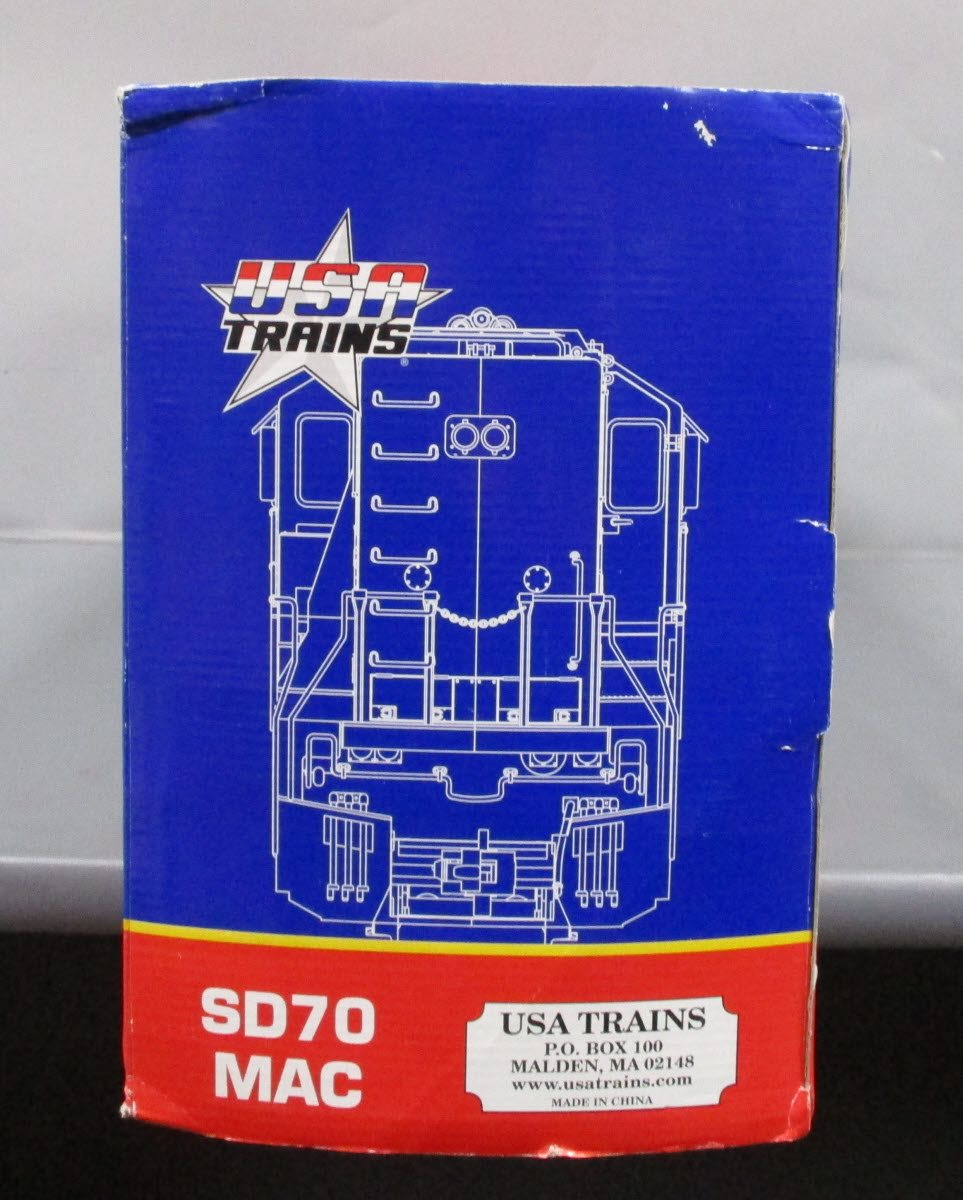 USA
TRAINS
®
SD70
MAC
USA TRAINS
P.O. BOX 100
MALDEN, MA 02148
www.usatrains.com
MADE IN CHINA